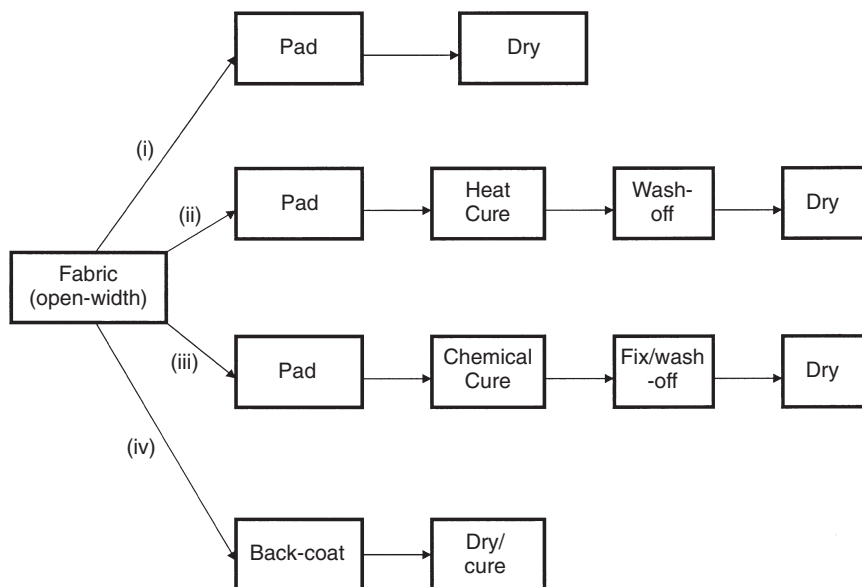 Pad
Dry
(i)
(ii)
Pad
Heat
Cure
Wash-
off
Dry
Fabric
(open-width)
(iii)
Pad
Chemical
Cure
Fix/wash
-off
Dry
(iv)
Back-coat
Dry/
cure